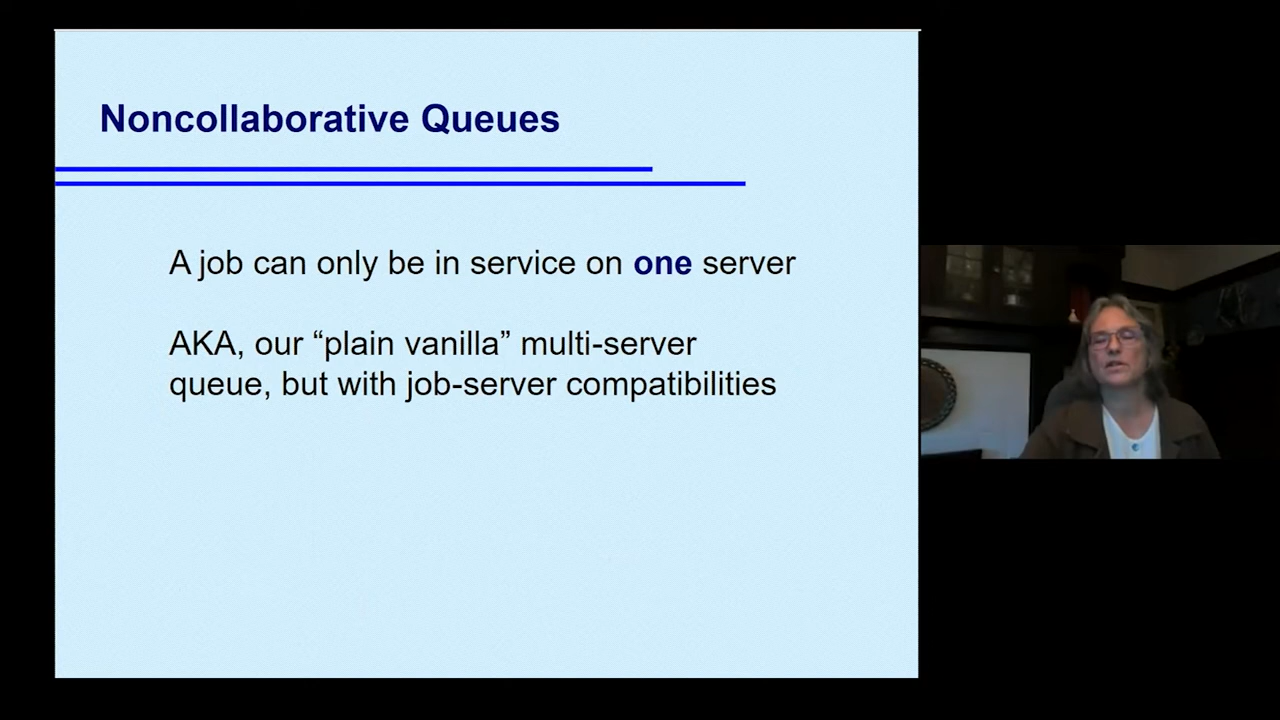 Noncollaborative Queues
A job can only be in service on one server
AKA, our “plain vanilla” multi-server
queue, but with job-server compatibilities